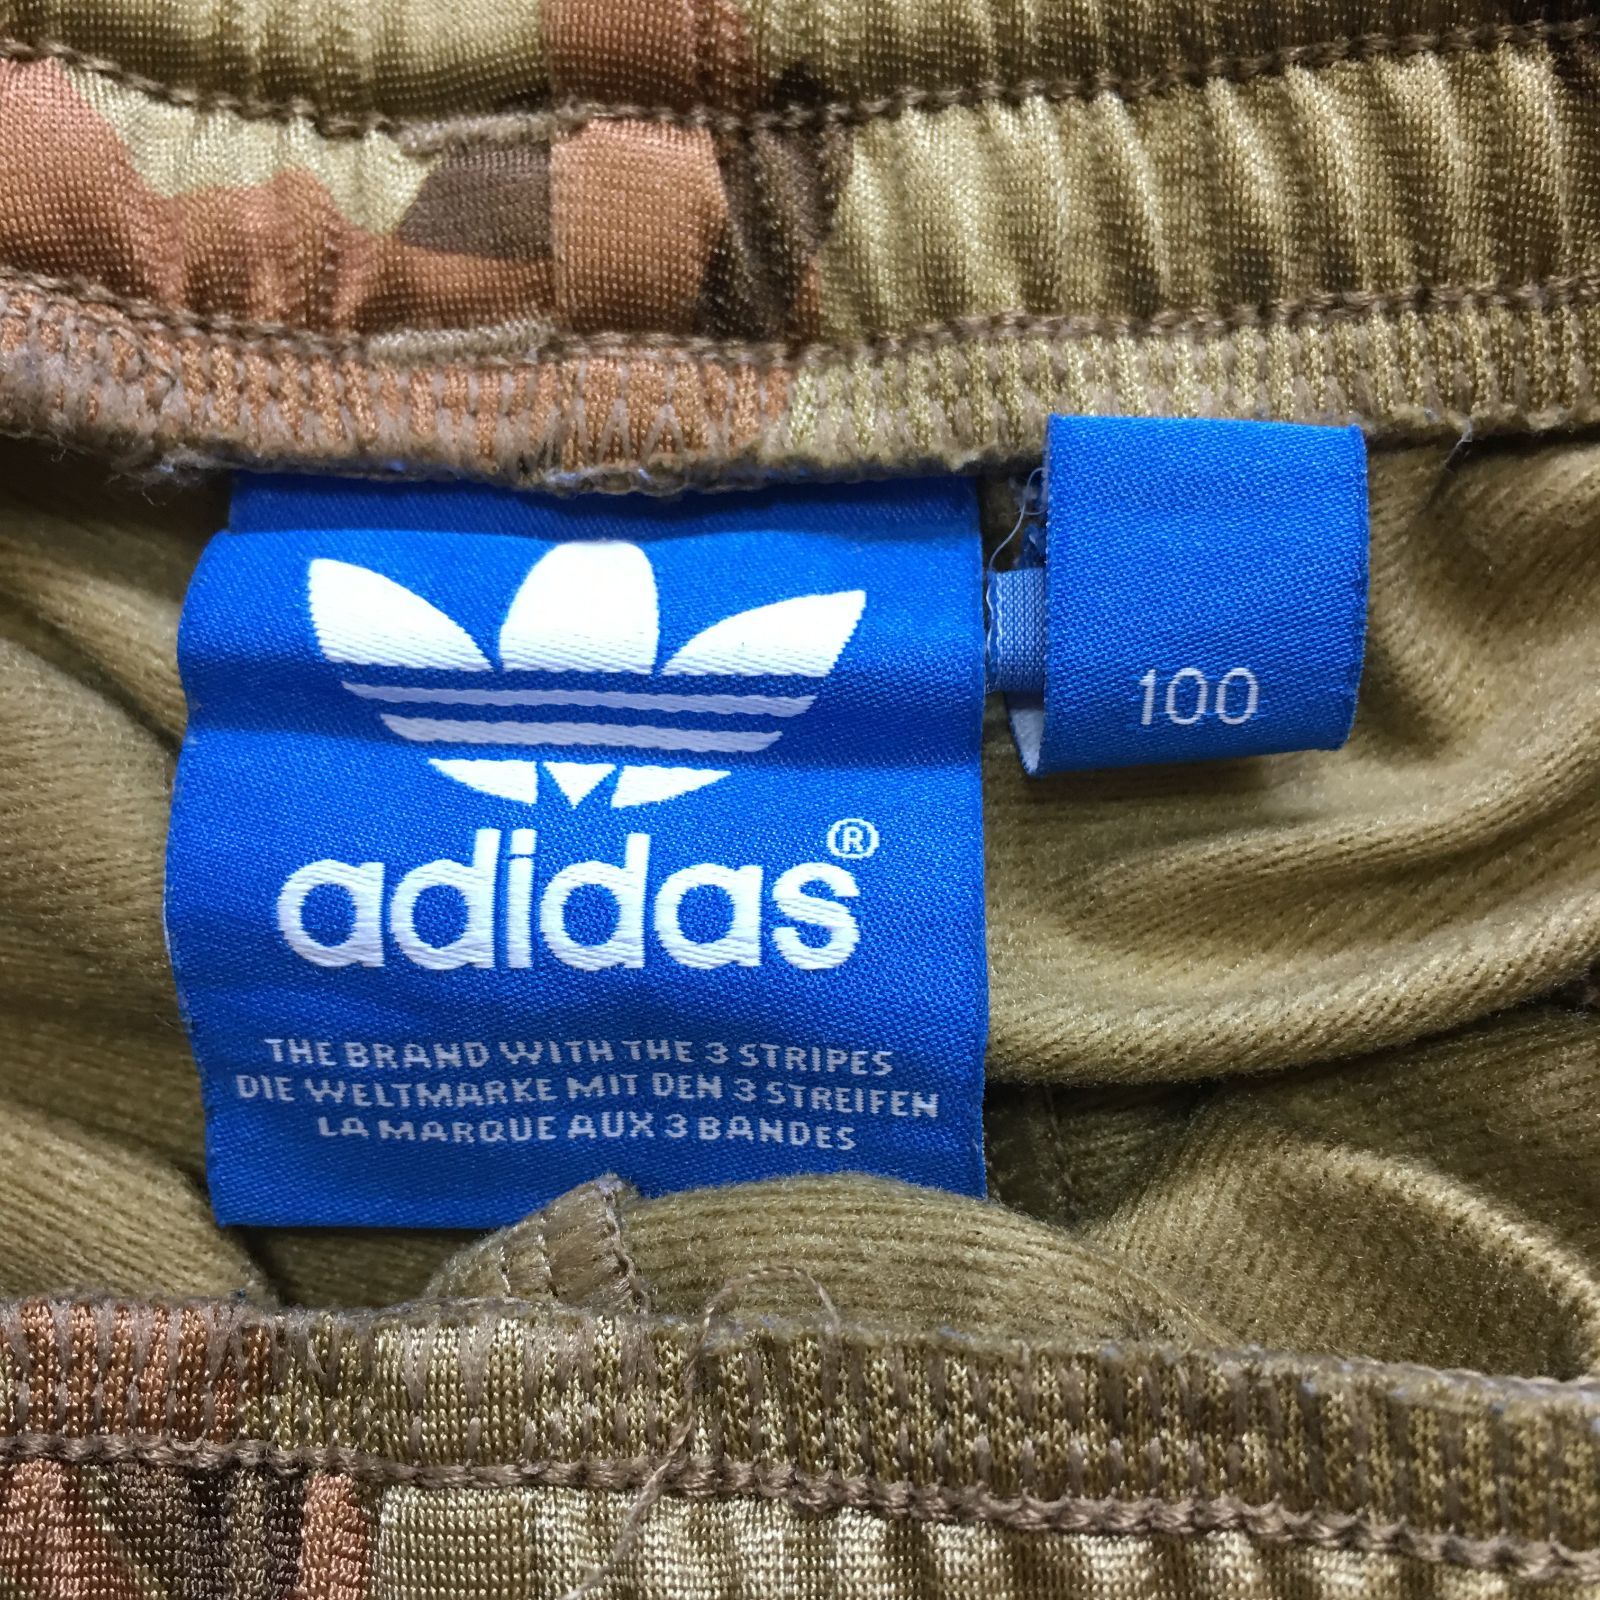 adidas®
THE BRAND WITH THE 3 STRIPES
DIE WELTMARKE MIT DEN 3 STREIFEN
LA MARQUE AUX 3 BANDES
100